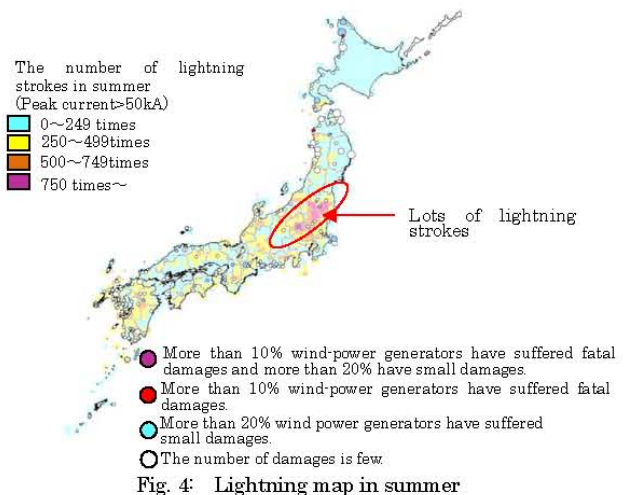 The number of lightning
strokes in summer
(Peak current>50kA)
0～249 times
250～499times
500～749times
750 times～
Lots of lightning
strokes
More than 10% wind-power generators have suffered fatal
damages and more than 20% have small damages.
More than 10% wind-power generators have suffered fatal
damages.
More than 20% wind power generators have suffered
small damages.
The number of damages is few.
Fig. 4: Lightning map in summer